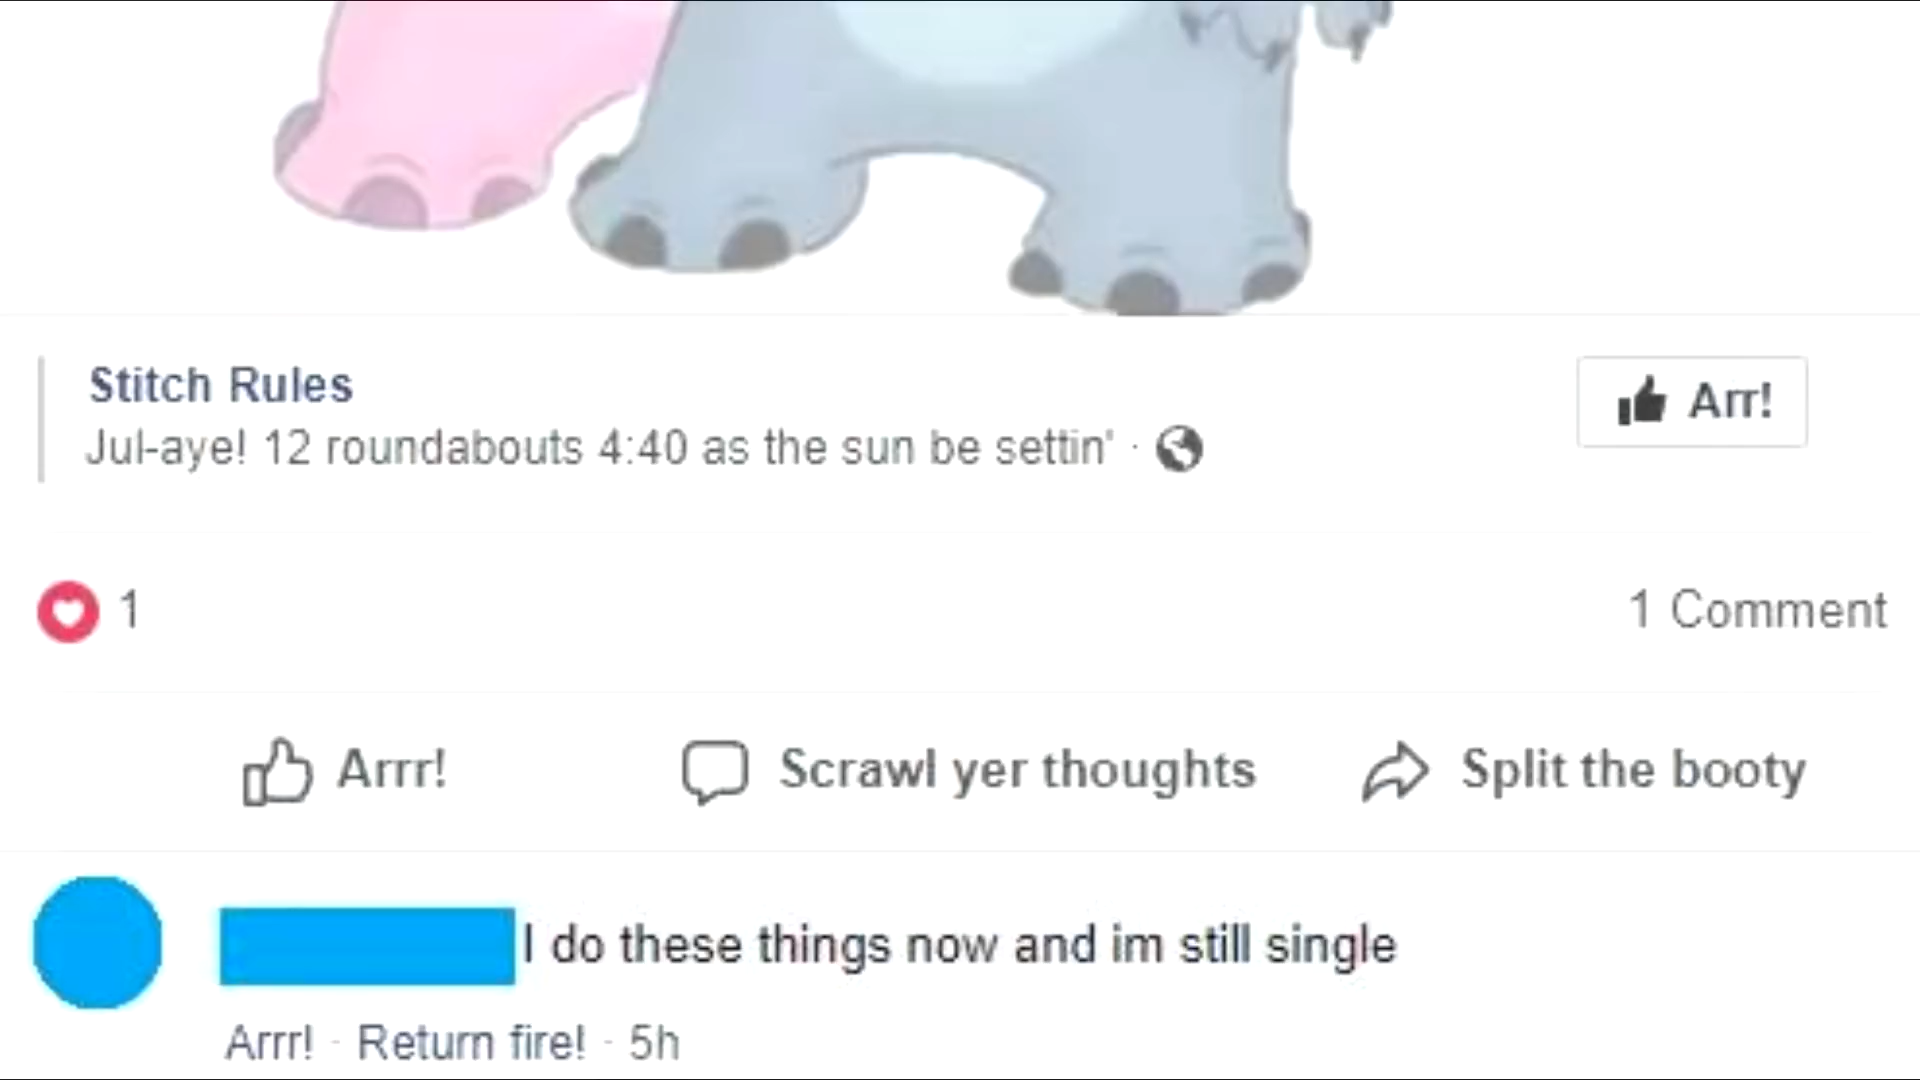 Stitch Rules
Arr!
Jul-aye! 12 roundabouts 4:40 as the sun be settin' ·
1
1 Comment
Arrr!
Scrawl yer thoughts
Split the booty
I do these things now and im still single
Arrr! · Return fire! · 5h